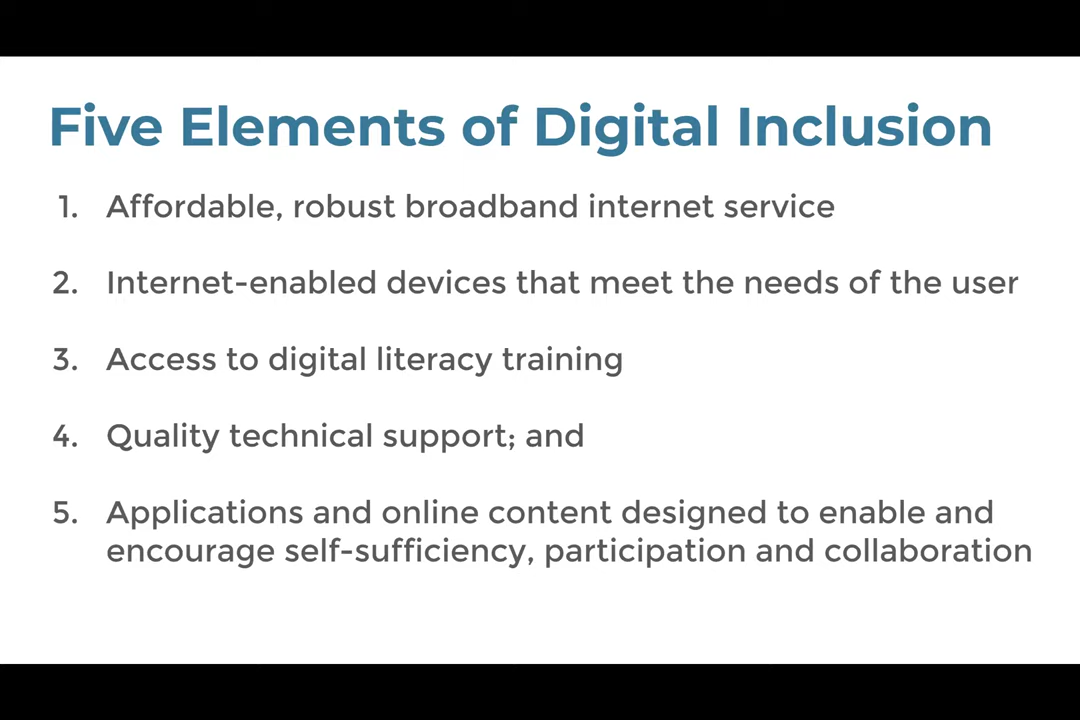 Five Elements of Digital Inclusion
1. Affordable, robust broadband internet service
2. Internet-enabled devices that meet the needs of the user
3. Access to digital literacy training
4. Quality technical support; and
5. Applications and online content designed to enable and
encourage self-sufficiency, participation and collaboration